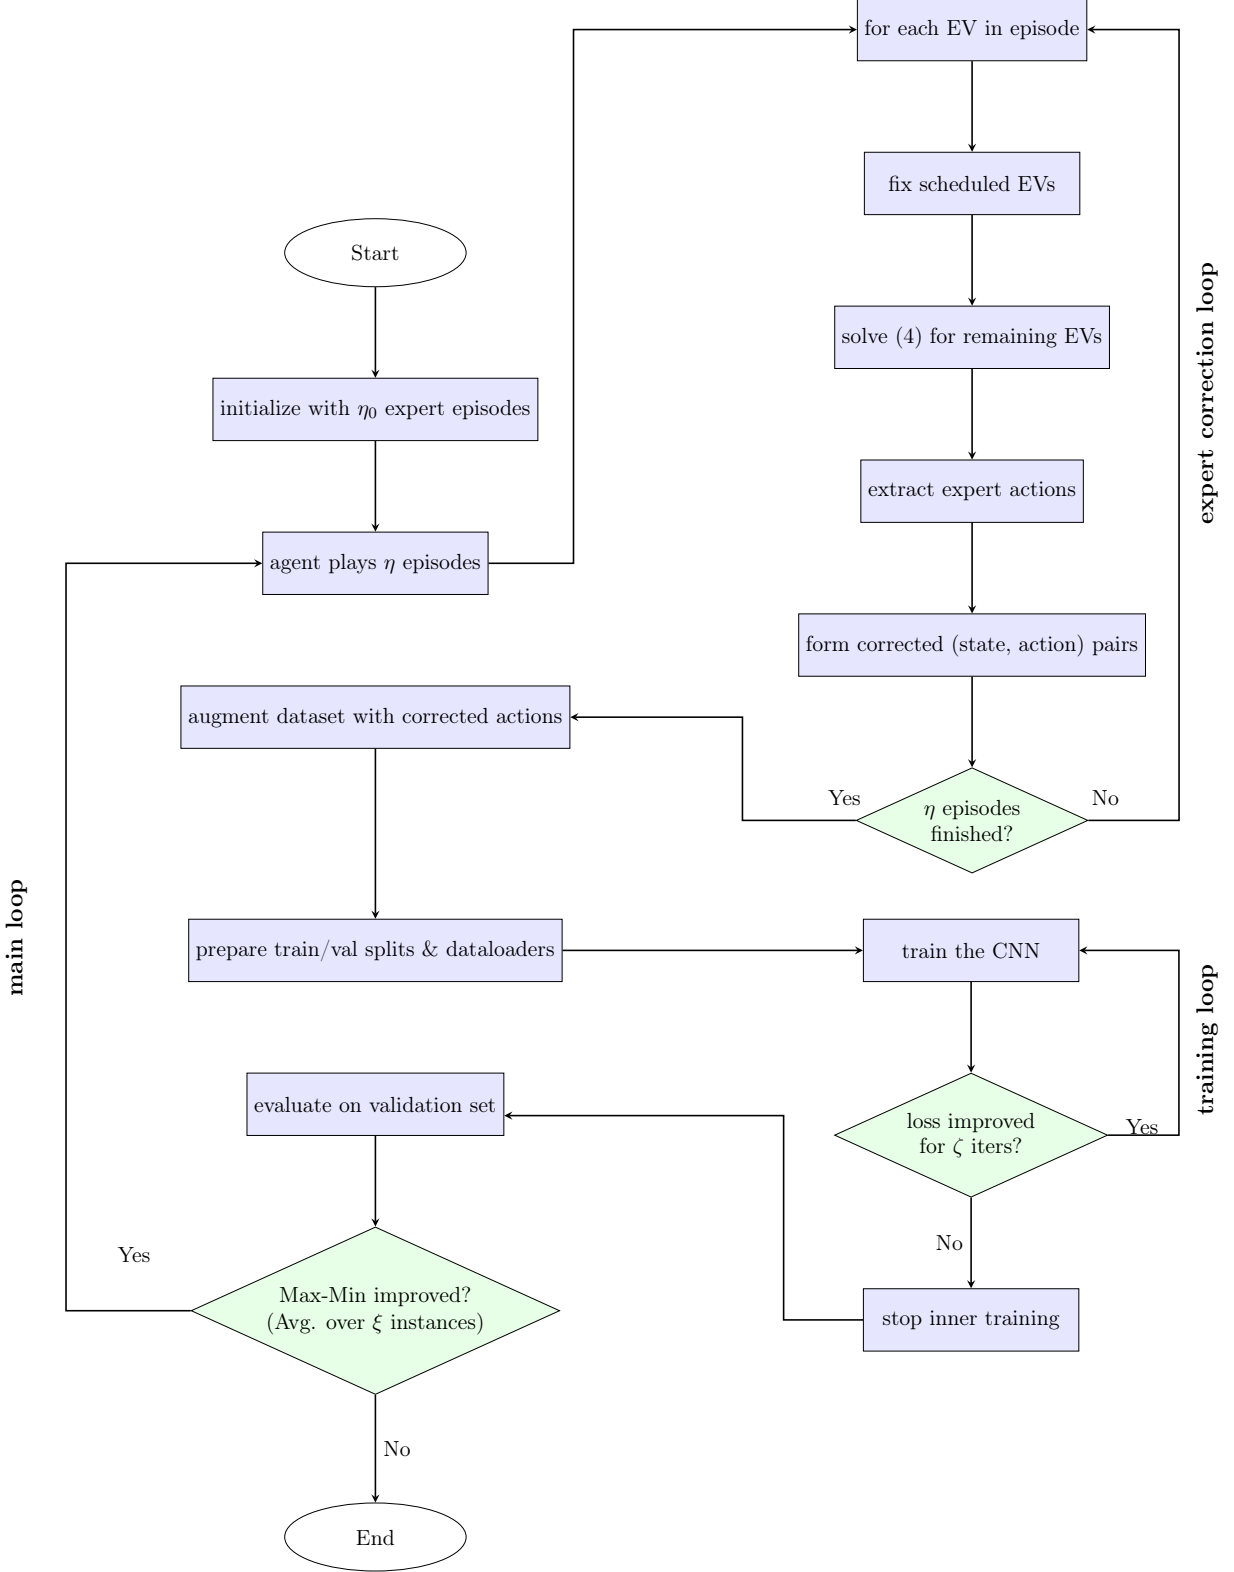 Start
initialize with η₀ expert episodes
agent plays η episodes
for each EV in episode
fix scheduled EVs
solve (4) for remaining EVs
extract expert actions
form corrected (state, action) pairs
η episodes
finished?
Yes
No
expert correction loop
augment dataset with corrected actions
prepare train/val splits & dataloaders
train the CNN
loss improved
for ζ iters?
Yes
No
training loop
stop inner training
evaluate on validation set
Max-Min improved?
(Avg. over ξ instances)
Yes
No
main loop
End